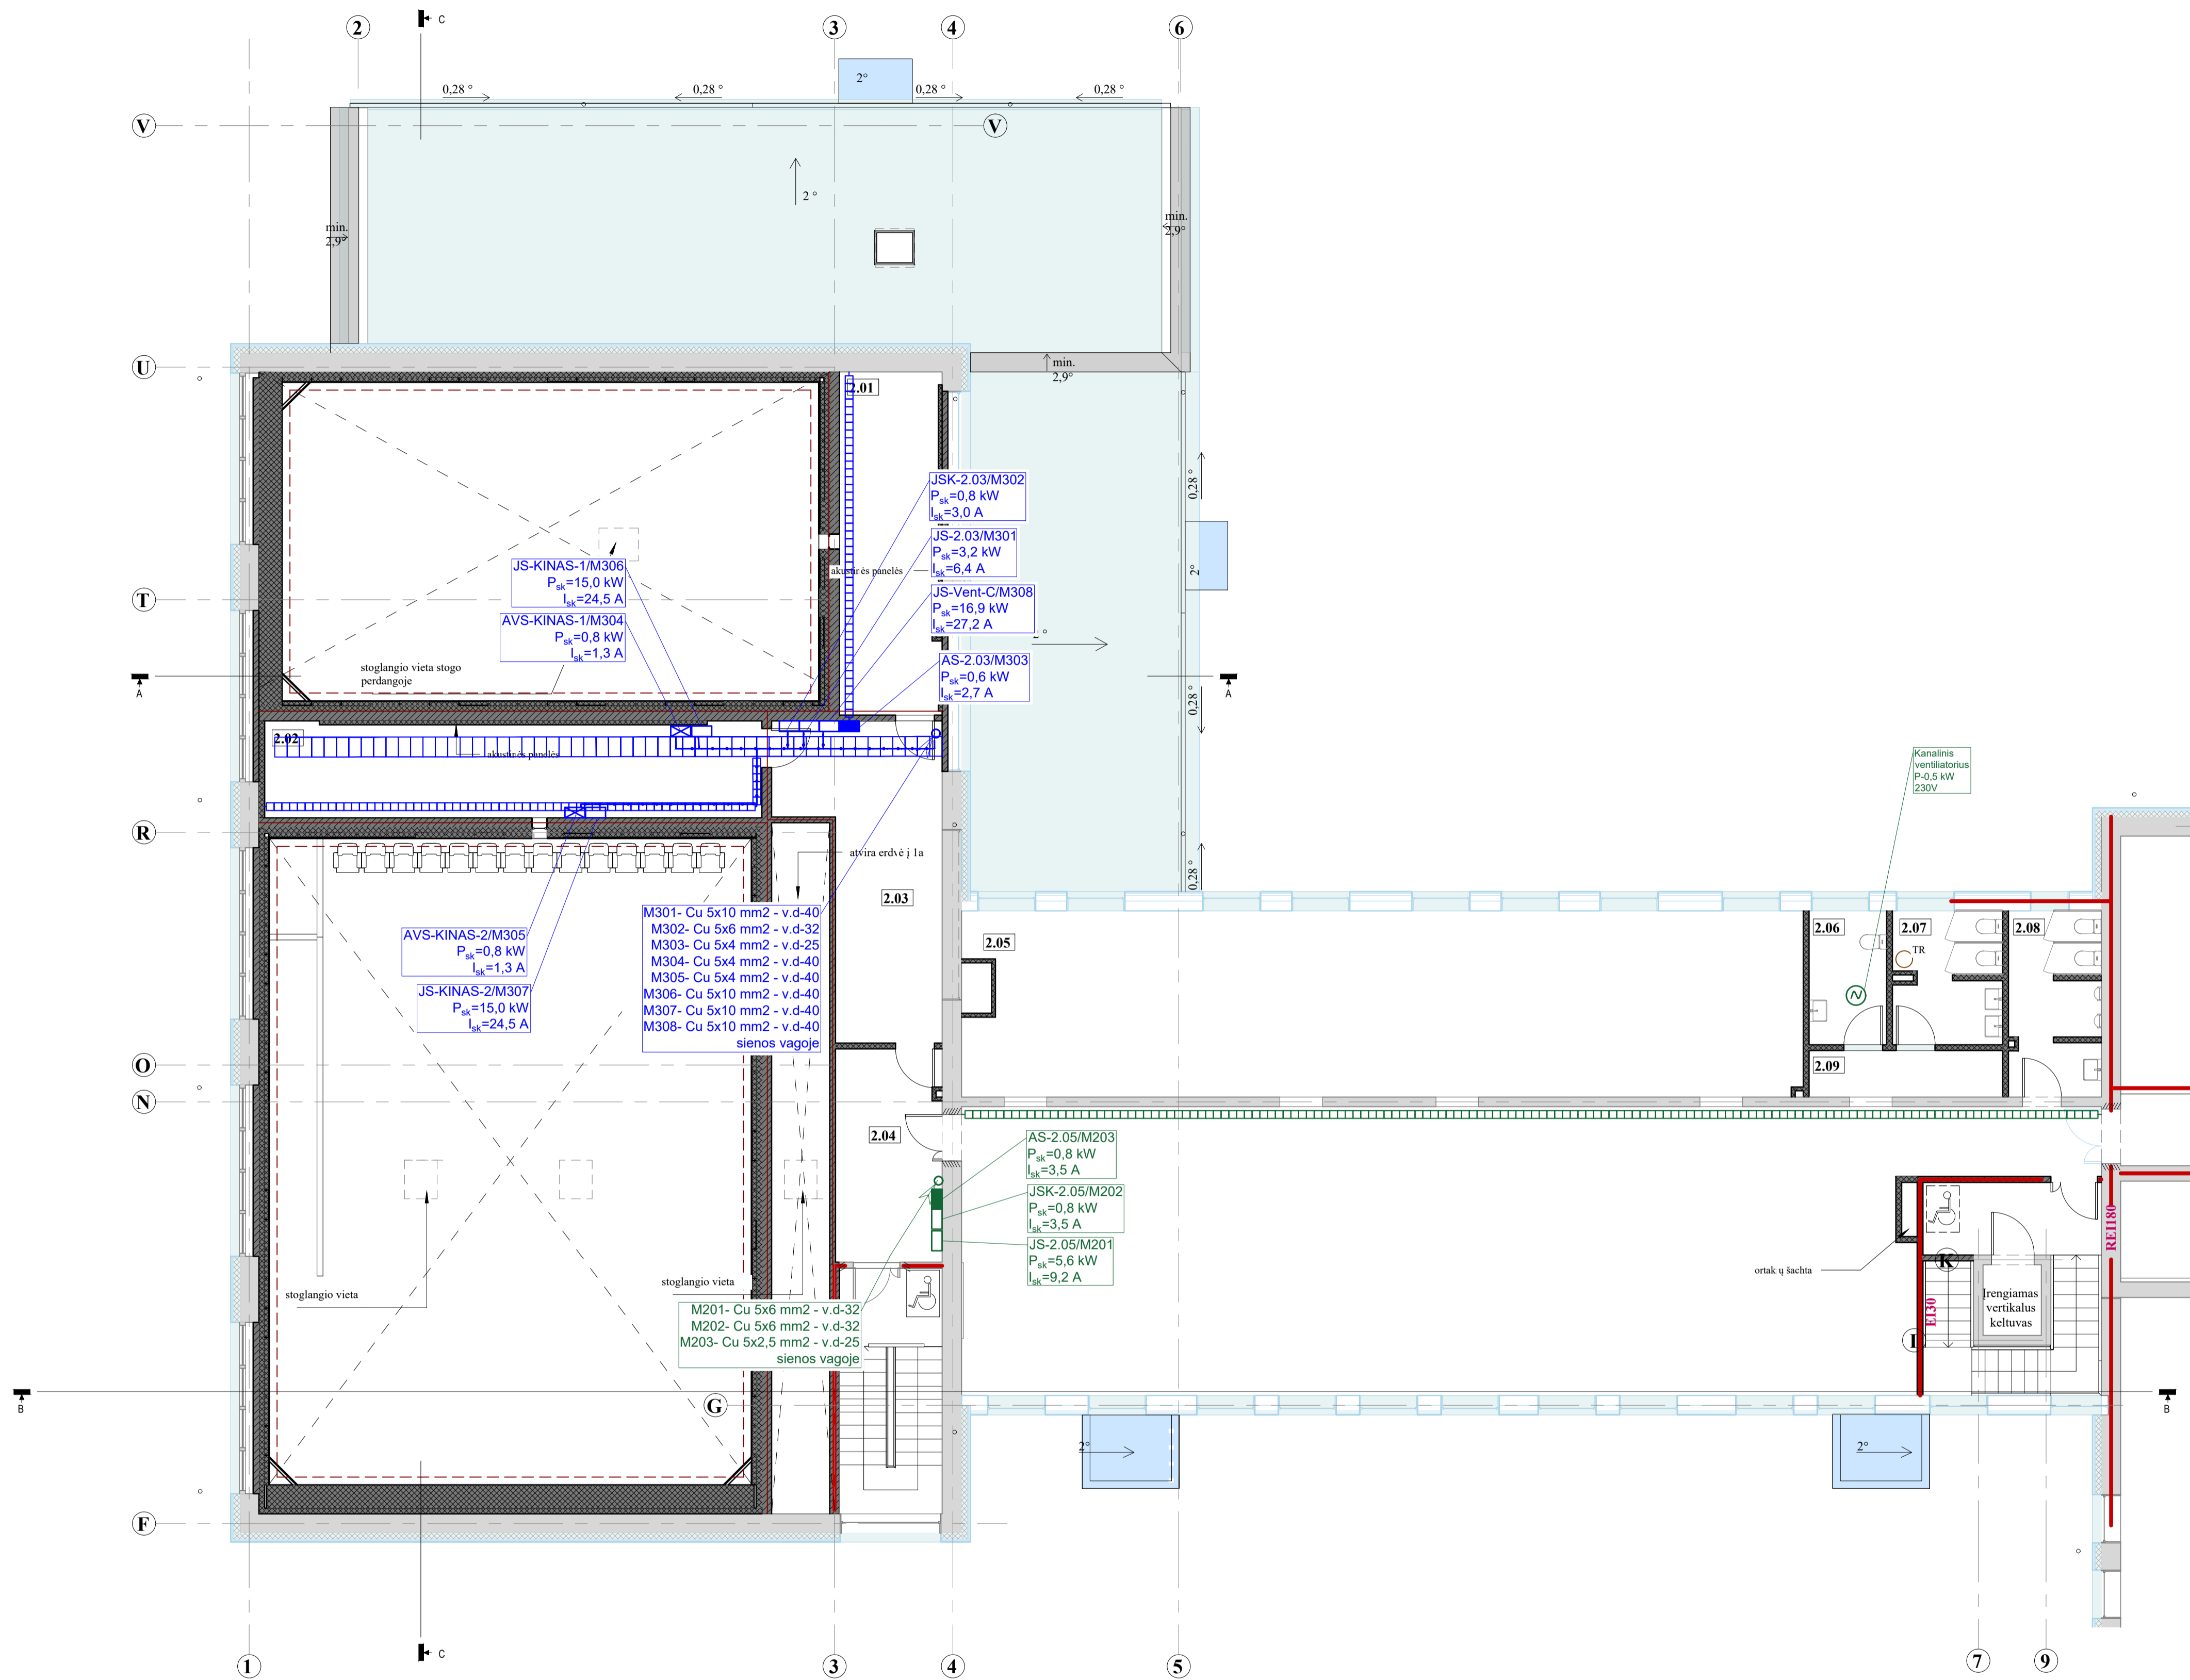 C
2
3
4
6
2°
0,28 °
0,28 °
0,28 °
0,28 °
V
V
2 °
min.
2,9°
min.
2,9°
U
min.
2,9°
2.01
JSK-2.03/M302
Psk=0,8 kW
Isk=3,0 A
0,28 °
JS-2.03/M301
Psk=3,2 kW
Isk=6,4 A
akustinės panelės
2°
JS-KINAS-1/M306
Psk=15,0 kW
Isk=24,5 A
T
JS-Vent-C/M308
Psk=16,9 kW
Isk=27,2 A
AVS-KINAS-1/M304
Psk=0,8 kW
Isk=1,3 A
stoglangio vieta stogo
perdangoje
AS-2.03/M303
Psk=0,6 kW
Isk=2,7 A
A
A
0,28 °
2.02
akustinės panelės
Kanalinis
ventiliatorius
P-0,5 kW
230V
R
atvira erdvė į 1a
0,28 °
2.03
M301- Cu 5x10 mm2 - v.d-40
M302- Cu 5x6 mm2 - v.d-32
M303- Cu 5x4 mm2 - v.d-25
M304- Cu 5x4 mm2 - v.d-40
M305- Cu 5x4 mm2 - v.d-40
M306- Cu 5x10 mm2 - v.d-40
M307- Cu 5x10 mm2 - v.d-40
M308- Cu 5x10 mm2 - v.d-40
sienos vagoje
AVS-KINAS-2/M305
Psk=0,8 kW
Isk=1,3 A
JS-KINAS-2/M307
Psk=15,0 kW
Isk=24,5 A
2.05
2.06
2.07
2.08
TR
O
2.09
N
2.04
AS-2.05/M203
Psk=0,8 kW
Isk=3,5 A
JSK-2.05/M202
Psk=0,8 kW
Isk=3,5 A
JS-2.05/M201
Psk=5,6 kW
Isk=9,2 A
REI180
ortakų šachta
K
EI30
I
Įrengiamas
vertikalus
keltuvas
stoglangio vieta
stoglangio vieta
M201- Cu 5x6 mm2 - v.d-32
M202- Cu 5x6 mm2 - v.d-32
M203- Cu 5x2,5 mm2 - v.d-25
sienos vagoje
B
B
G
2°
2°
F
C
1
3
4
5
7
9